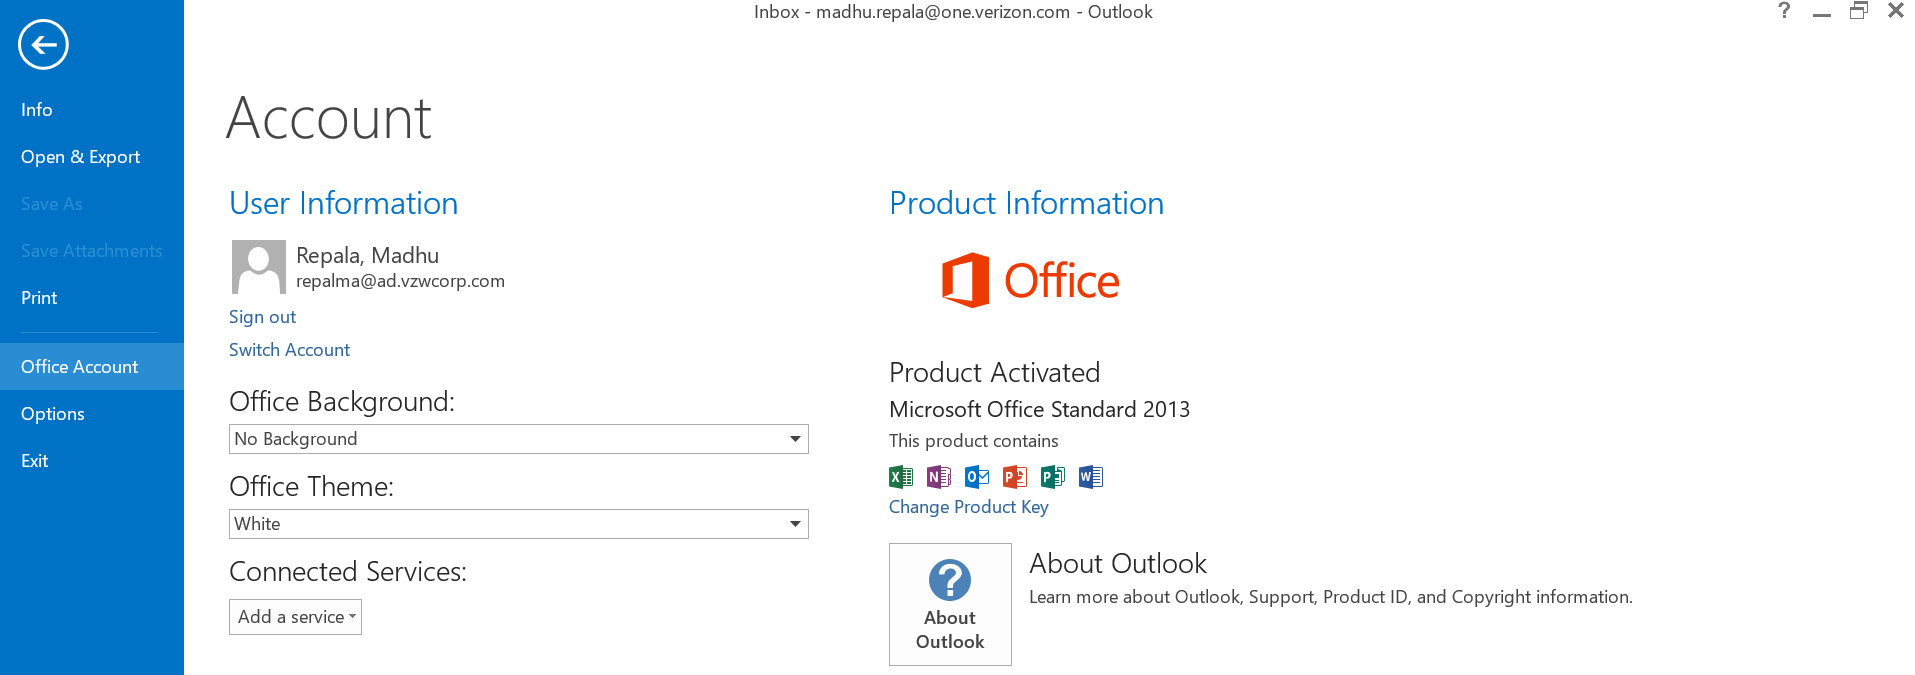 Inbox - madhu.repala@one.verizon.com - Outlook
?
Info
Open & Export
Save As
Save Attachments
Print
Office Account
Options
Exit
Account
User Information
Repala, Madhu
repalma@ad.vzwcorp.com
Sign out
Switch Account
Office Background:
No Background
Office Theme:
White
Connected Services:
Add a service
Product Information
Office
Product Activated
Microsoft Office Standard 2013
This product contains
X N O P P W
Change Product Key
?
About
Outlook
About Outlook
Learn more about Outlook, Support, Product ID, and Copyright information.